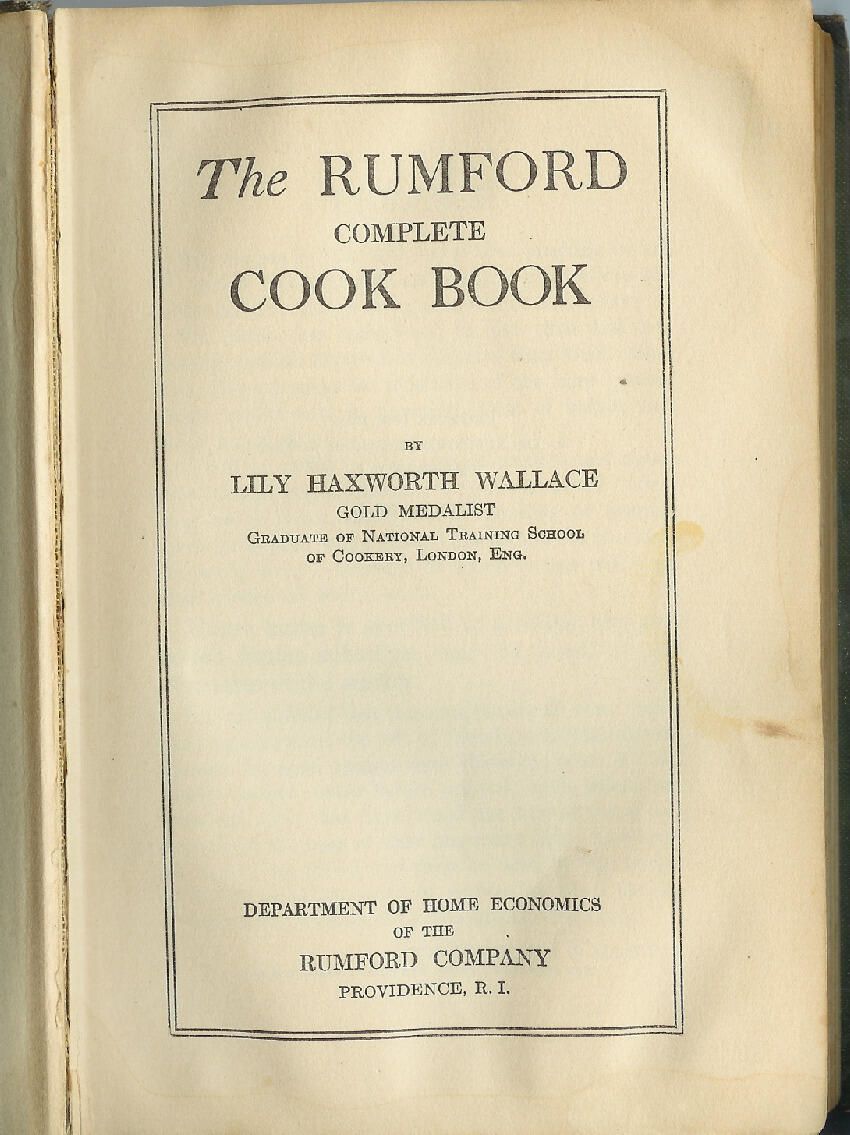 The RUMFORD
COMPLETE
COOK BOOK
BY
LILY HAXWORTH WALLACE
GOLD MEDALIST
GRADUATE OF NATIONAL TRAINING SCHOOL
OF COOKERY, LONDON, ENG.
DEPARTMENT OF HOME ECONOMICS
OF THE
RUMFORD COMPANY
PROVIDENCE, R. I.